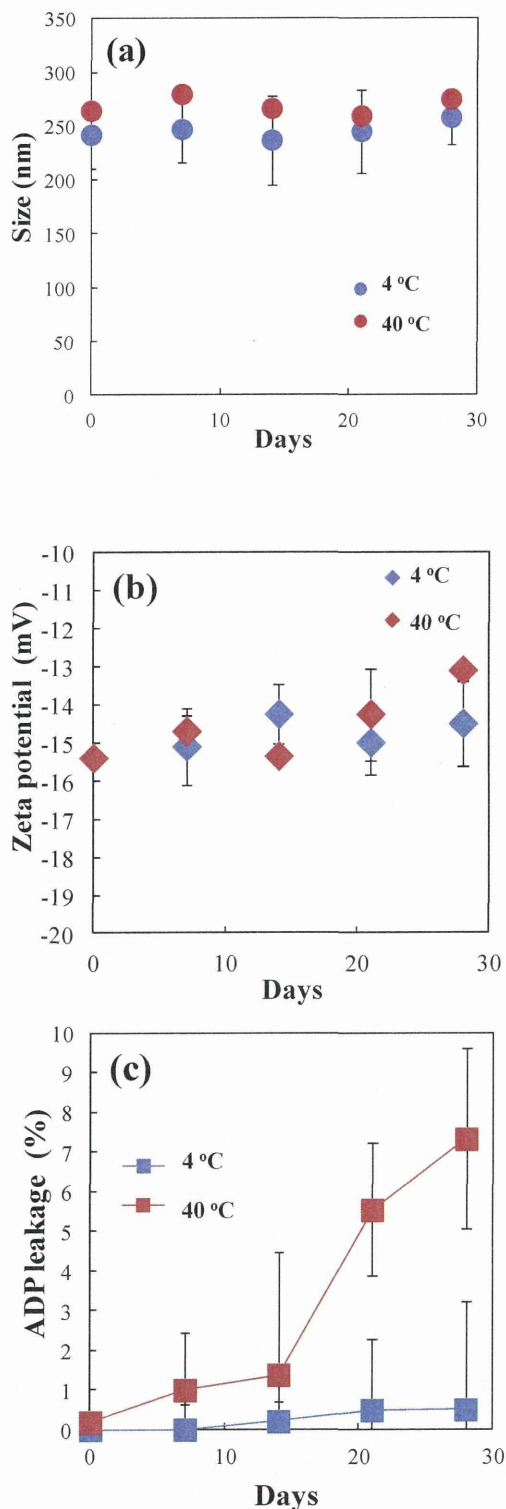 (a)
Size (nm)
350
300
250
200
150
100
50
0
4 °C
40 °C
0
10
20
30
Days
(b)
Zeta potential (mV)
-10
-11
-12
-13
-14
-15
-16
-17
-18
-19
-20
4 °C
40 °C
0
10
20
30
Days
(c)
ADP leakage (%)
10
9
8
7
6
5
4
3
2
1
0
4 °C
40 °C
0
10
20
30
Days